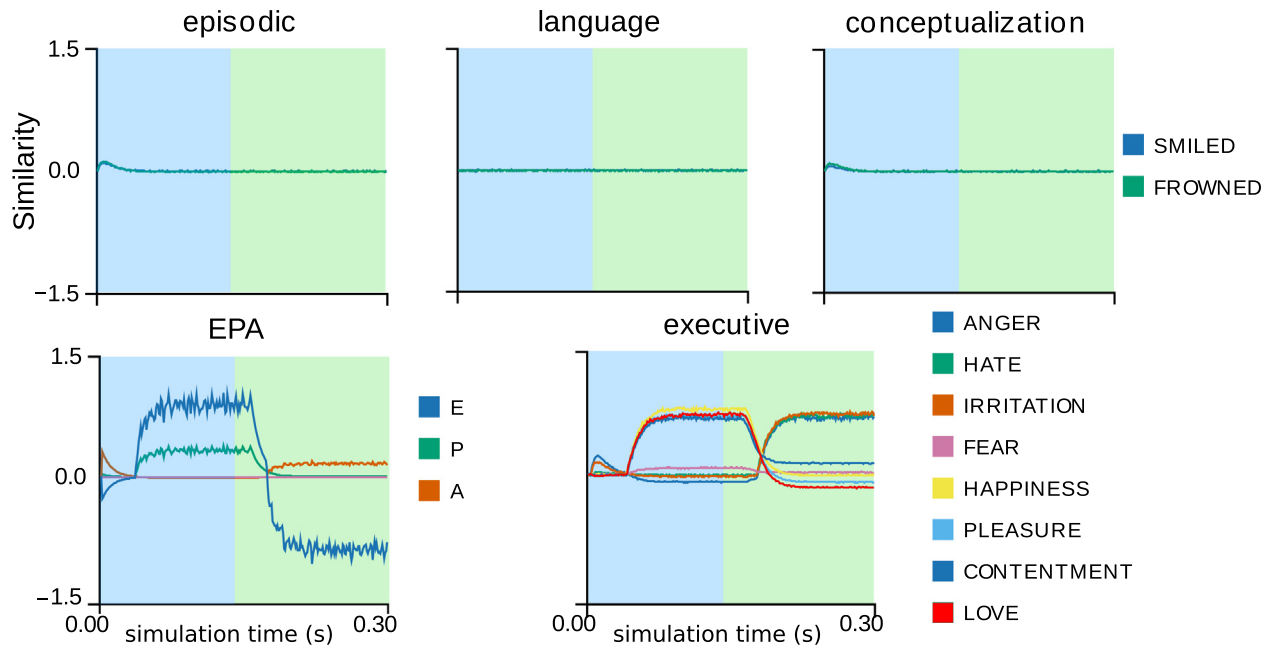 episodic
language
conceptualization
1.5
0.0
−1.5
Similarity
SMILED
FROWNED
EPA
executive
1.5
0.0
−1.5
0.00
0.30
simulation time (s)
E
P
A
0.00
0.30
simulation time (s)
ANGER
HATE
IRRITATION
FEAR
HAPPINESS
PLEASURE
CONTENTMENT
LOVE